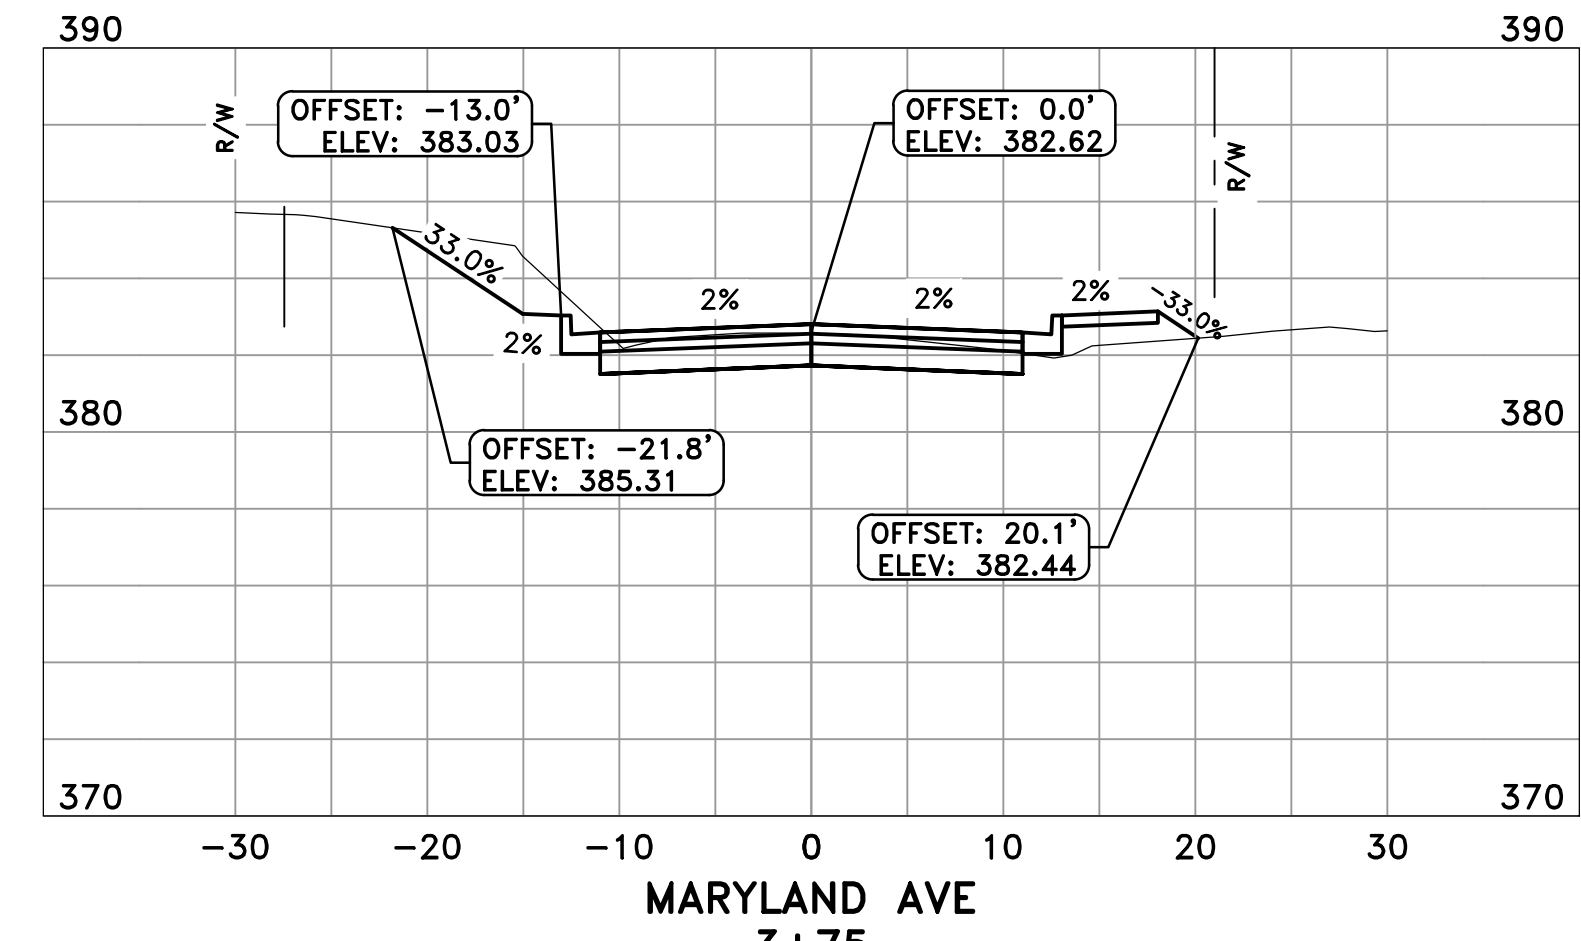 390
390
R/W
OFFSET: -13.0'
ELEV: 383.03
OFFSET: 0.0'
ELEV: 382.62
R/W
33.0%
2%
2%
2%
-33.0%
2%
380
380
OFFSET: -21.8'
ELEV: 385.31
OFFSET: 20.1'
ELEV: 382.44
370
370
-30
-20
-10
0
10
20
30
MARYLAND AVE
3+75